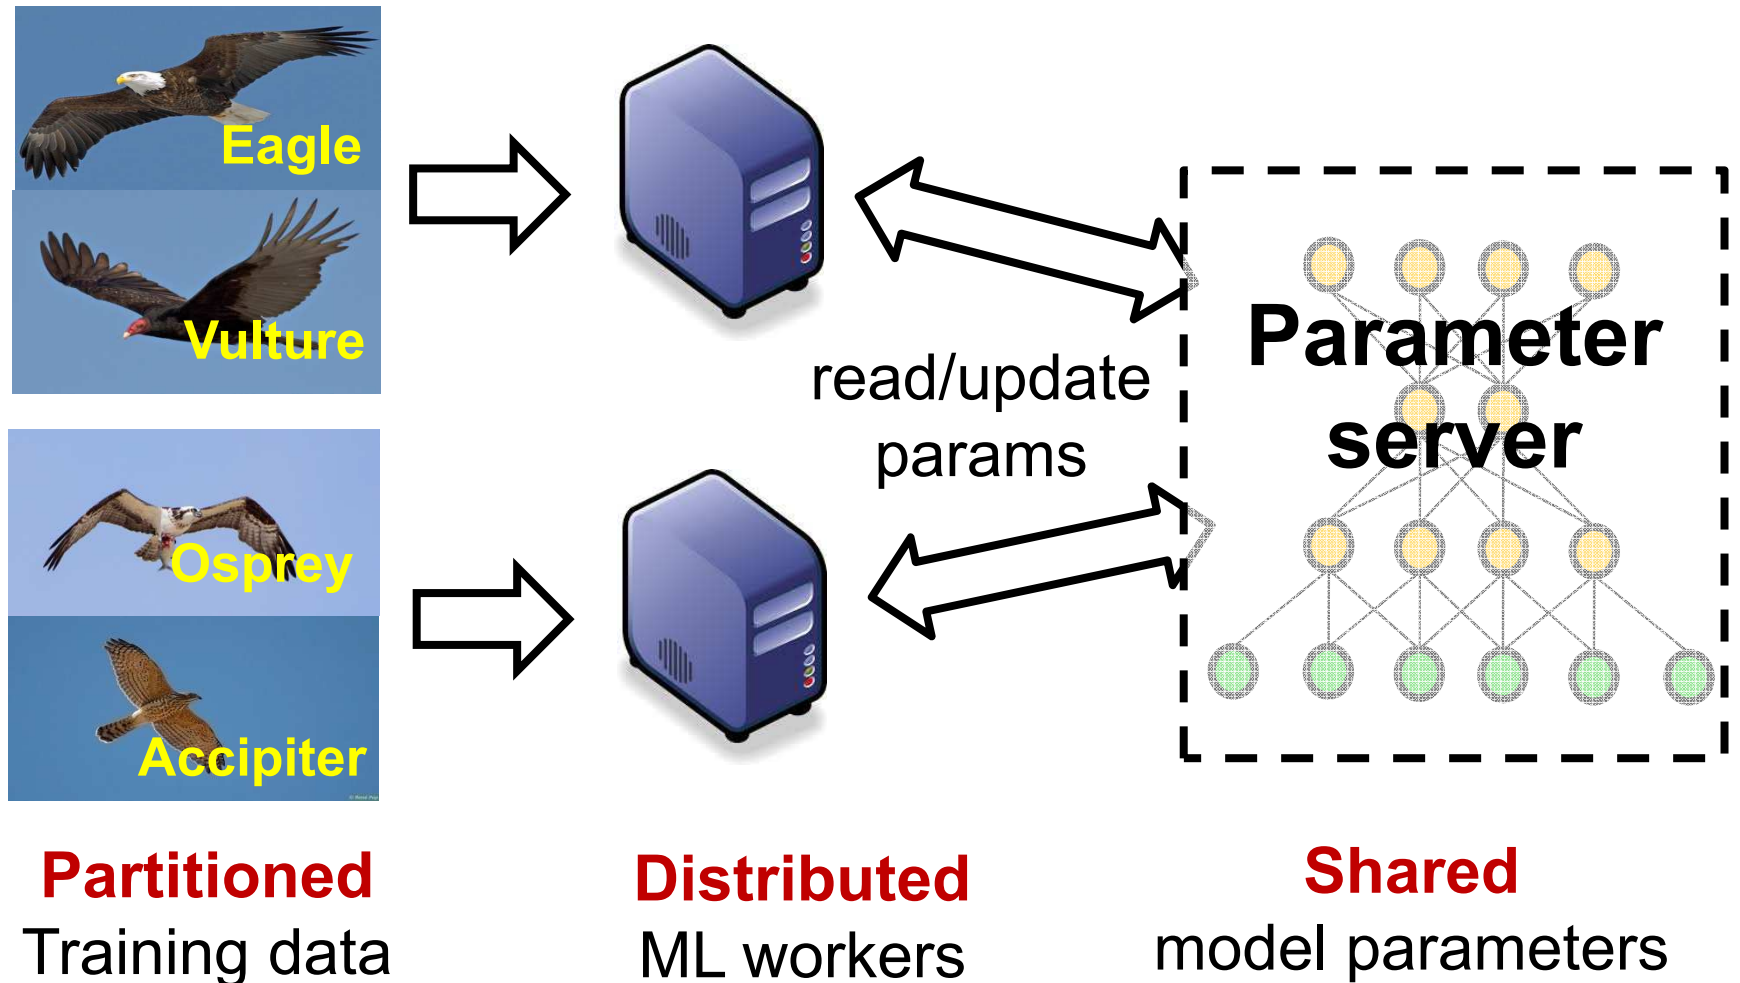 Eagle
Vulture
Osprey
Accipiter
read/update
params
Parameter
server
Partitioned
Training data
Distributed
ML workers
Shared
model parameters